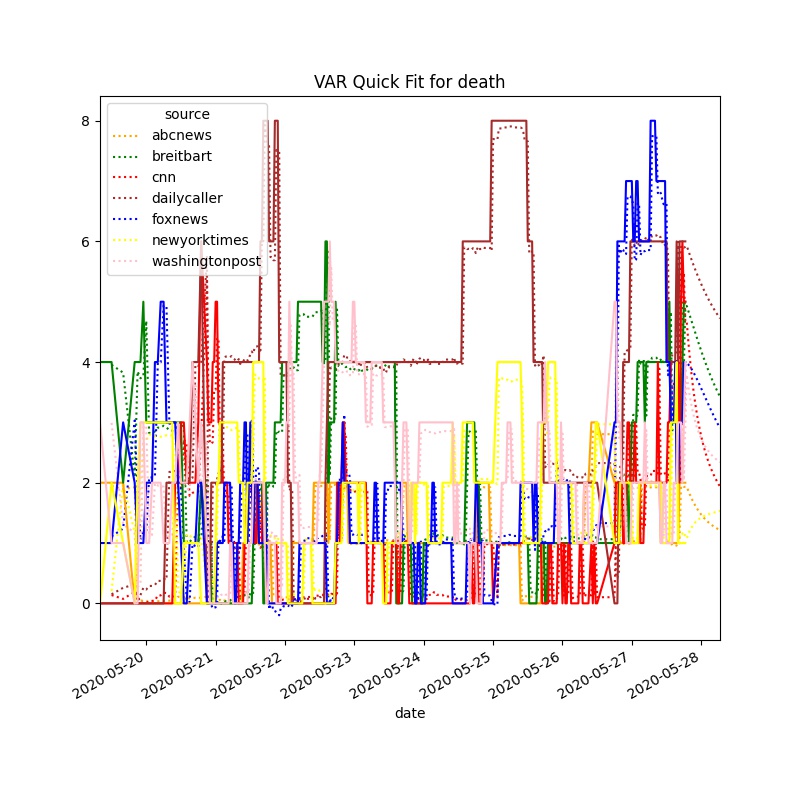 VAR Quick Fit for death
source
abcnews
breitbart
cnn
dailycaller
foxnews
newyorktimes
washingtonpost
8
6
4
2
0
2020-05-20
2020-05-21
2020-05-22
2020-05-23
2020-05-24
2020-05-25
2020-05-26
2020-05-27
2020-05-28
date